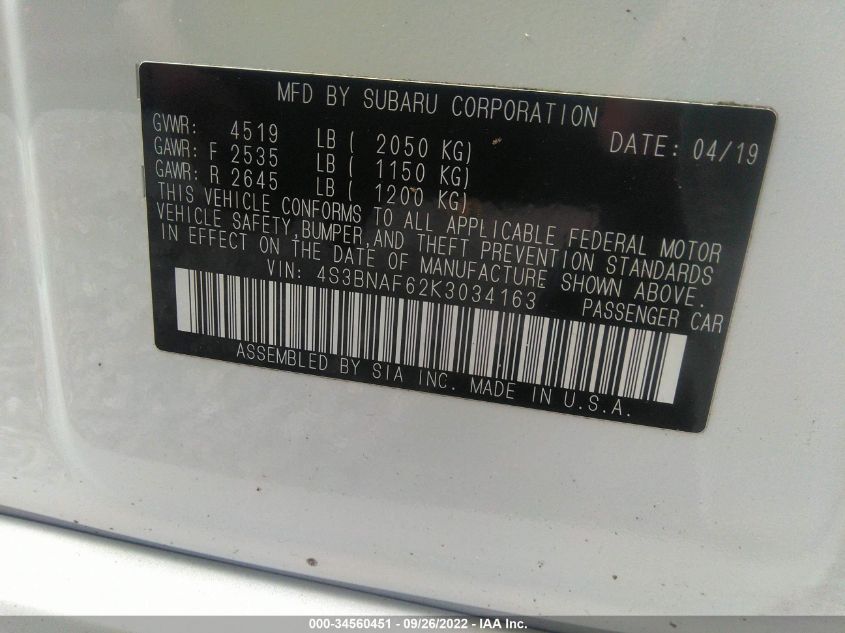 MFD BY SUBARU CORPORATION
GVWR: 4519 LB ( 2050 KG) DATE: 04/19
GAWR: F 2535 LB ( 1150 KG)
GAWR: R 2645 LB ( 1200 KG)
THIS VEHICLE CONFORMS TO ALL APPLICABLE FEDERAL MOTOR
VEHICLE SAFETY,BUMPER,AND THEFT PREVENTION STANDARDS
IN EFFECT ON THE DATE OF MANUFACTURE SHOWN ABOVE.
VIN: 4S3BNAF62K3034163 PASSENGER CAR
ASSEMBLED BY SIA INC. MADE IN U.S.A.
000-34560451 - 09/26/2022 - IAA Inc.